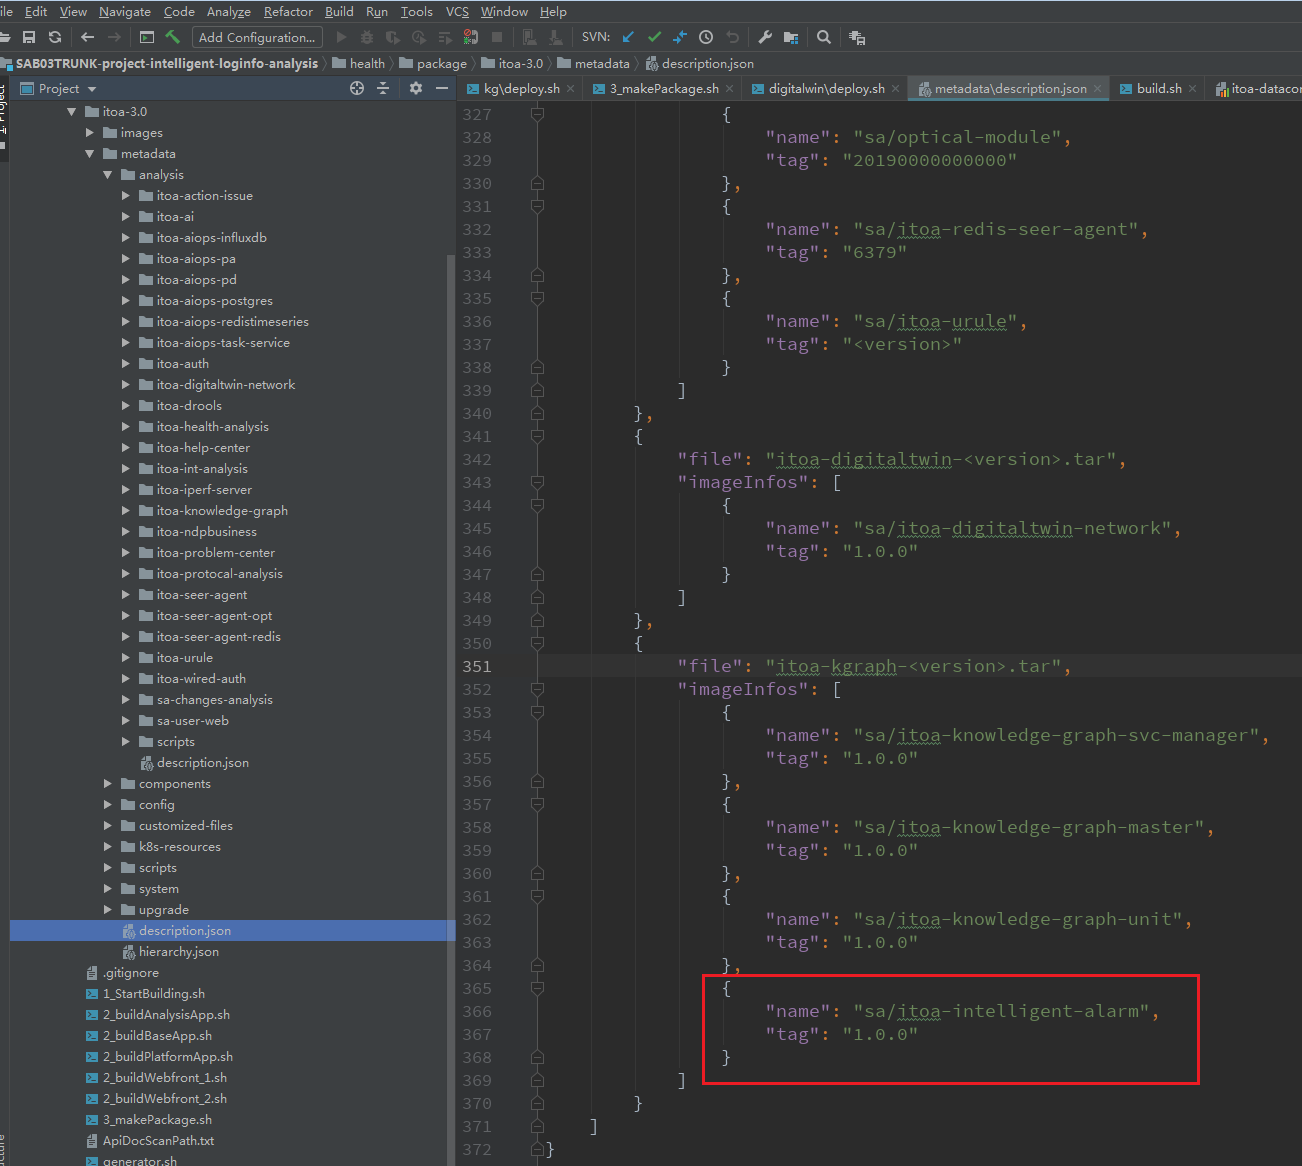 ile Edit View Navigate Code Analyze Refactor Build Run Tools VCS Window Help
Add Configuration... SVN:
SAB03TRUNK-project-intelligent-loginfo-analysis health package itoa-3.0 metadata description.json
Project
kg\deploy.sh 3_makePackage.sh digitalwin\deploy.sh metadata\description.json build.sh itoa-datacon
itoa-3.0
images
metadata
analysis
itoa-action-issue
itoa-ai
itoa-aiops-influxdb
itoa-aiops-pa
itoa-aiops-pd
itoa-aiops-postgres
itoa-aiops-redistimeseries
itoa-aiops-task-service
itoa-auth
itoa-digitaltwin-network
itoa-drools
itoa-health-analysis
itoa-help-center
itoa-int-analysis
itoa-iperf-server
itoa-knowledge-graph
itoa-ndpbusiness
itoa-problem-center
itoa-protocal-analysis
itoa-seer-agent
itoa-seer-agent-opt
itoa-seer-agent-redis
itoa-urule
itoa-wired-auth
sa-changes-analysis
sa-user-web
scripts
description.json
components
config
customized-files
k8s-resources
scripts
system
upgrade
description.json
hierarchy.json
.gitignore
1_StartBuilding.sh
2_buildAnalysisApp.sh
2_buildBaseApp.sh
2_buildPlatformApp.sh
2_buildWebfront_1.sh
2_buildWebfront_2.sh
3_makePackage.sh
ApiDocScanPath.txt
generator.sh
327 {
328 "name": "sa/optical-module",
329 "tag": "20190000000000"
330 },
331 {
332 "name": "sa/itoa-redis-seer-agent",
333 "tag": "6379"
334 },
335 {
336 "name": "sa/itoa-urule",
337 "tag": "<version>"
338 }
339 ]
340 },
341 {
342 "file": "itoa-digitaltwin-<version>.tar",
343 "imageInfos": [
344 {
345 "name": "sa/itoa-digitaltwin-network",
346 "tag": "1.0.0"
347 }
348 ]
349 },
350 {
351 "file": "itoa-kgraph-<version>.tar",
352 "imageInfos": [
353 {
354 "name": "sa/itoa-knowledge-graph-svc-manager",
355 "tag": "1.0.0"
356 },
357 {
358 "name": "sa/itoa-knowledge-graph-master",
359 "tag": "1.0.0"
360 },
361 {
362 "name": "sa/itoa-knowledge-graph-unit",
363 "tag": "1.0.0"
364 },
365 {
366 "name": "sa/itoa-intelligent-alarm",
367 "tag": "1.0.0"
368 }
369 ]
370 }
371 ]
372 }